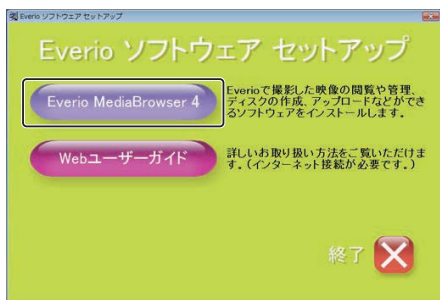 Everio ソフトウェア セットアップ
Everio ソフトウェア セットアップ
Everio MediaBrowser 4
Everioで撮影した映像の閲覧や管理、
ディスクの作成、アップロードなどができ
るソフトウェアをインストールします。
Webユーザーガイド
詳しいお取り扱い方法をご覧いただけま
す。（インターネット接続が必要です。）
終了